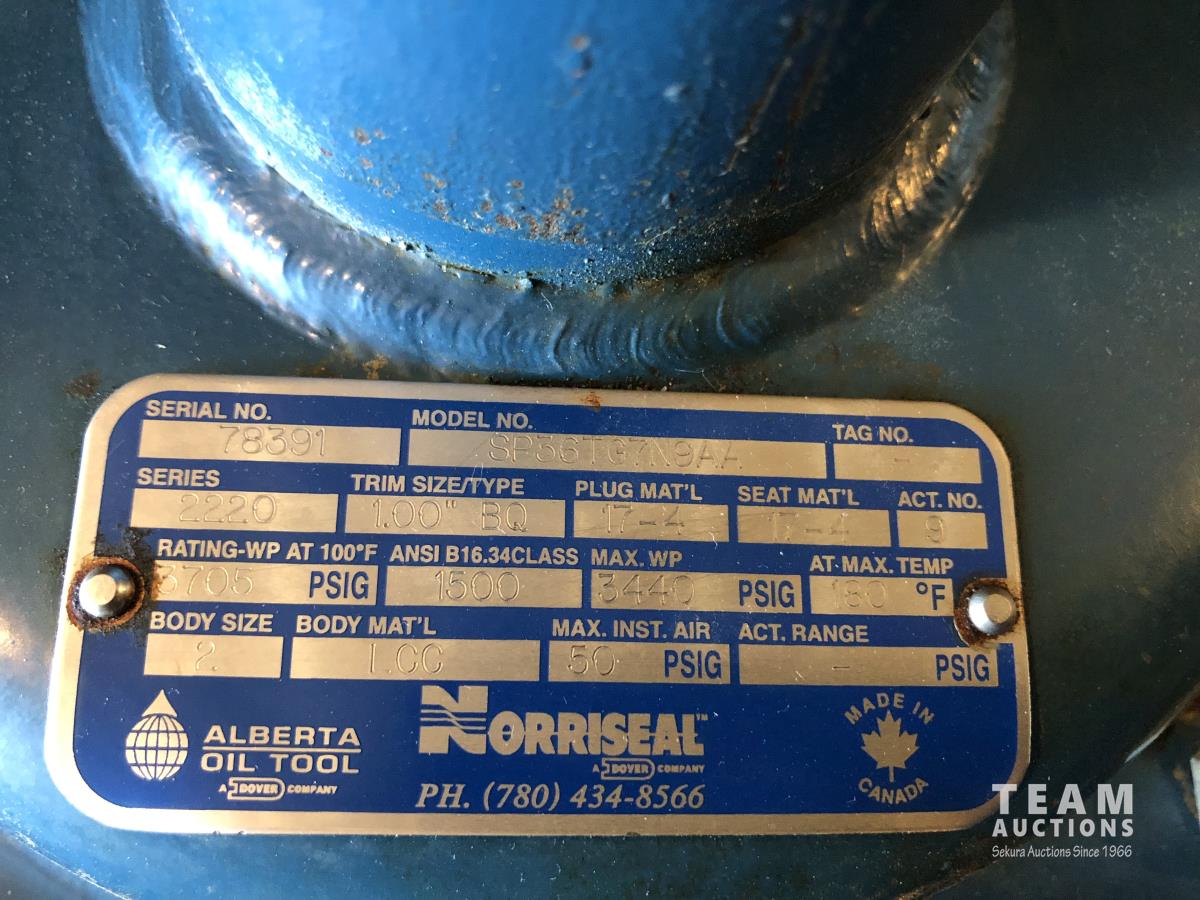 SERIAL NO. MODEL NO. TAG NO.
78391 SP36TG7N9AA -
SERIES TRIM SIZE/TYPE PLUG MAT'L SEAT MAT'L ACT. NO.
2220 1.00" BQ 17-4 17-4 9
RATING-WP AT 100°F ANSI B16.34CLASS MAX. WP AT MAX. TEMP
3705 PSIG 1500 3440 PSIG 180 °F
BODY SIZE BODY MAT'L MAX. INST. AIR ACT. RANGE
2 LCC 50 PSIG - PSIG
ALBERTA
OIL TOOL
A DOVER COMPANY
NORRISEAL™
A DOVER COMPANY
PH. (780) 434-8566
MADE IN
CANADA
TEAM
AUCTIONS
Sekura Auctions Since 1966